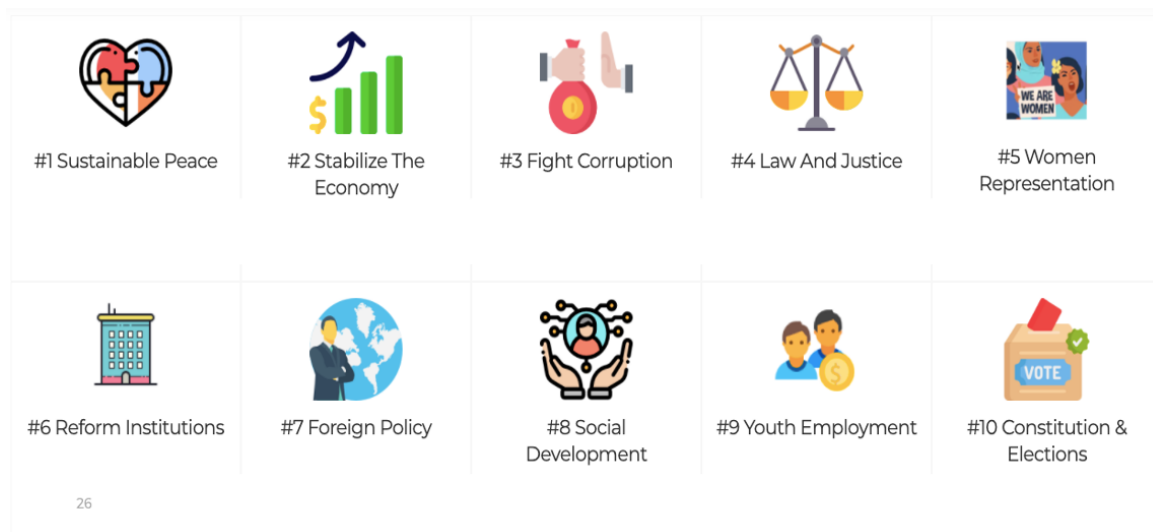 WE ARE
WOMEN
#1 Sustainable Peace
#2 Stabilize The
Economy
#3 Fight Corruption
#4 Law And Justice
#5 Women
Representation
VOTE
#6 Reform Institutions
#7 Foreign Policy
#8 Social
Development
#9 Youth Employment
#10 Constitution &
Elections
26